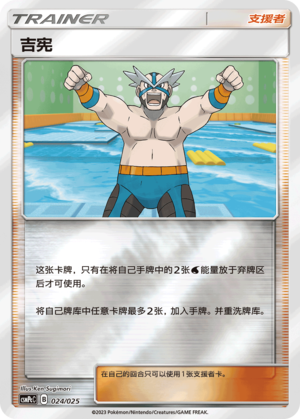 TRAINER 支援者
吉宪
这张卡牌，只有在将自己手牌中的2张能量放于弃牌区
后才可使用。
将自己牌库中任意卡牌最多2张，加入手牌。并重洗牌库。
Illus. Ken Sugimori
在自己的回合只可以使用1张支援者卡。
024/025
©2023 Pokémon/Nintendo/Creatures/GAME FREAK.